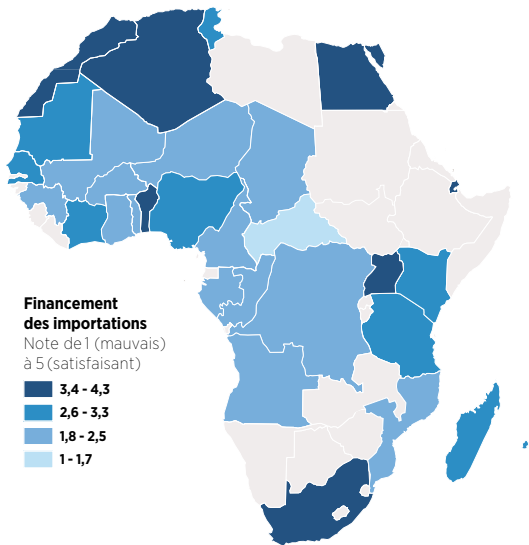 Financement
des importations
Note de 1 (mauvais)
à 5 (satisfaisant)
3,4 - 4,3
2,6 - 3,3
1,8 - 2,5
1 - 1,7